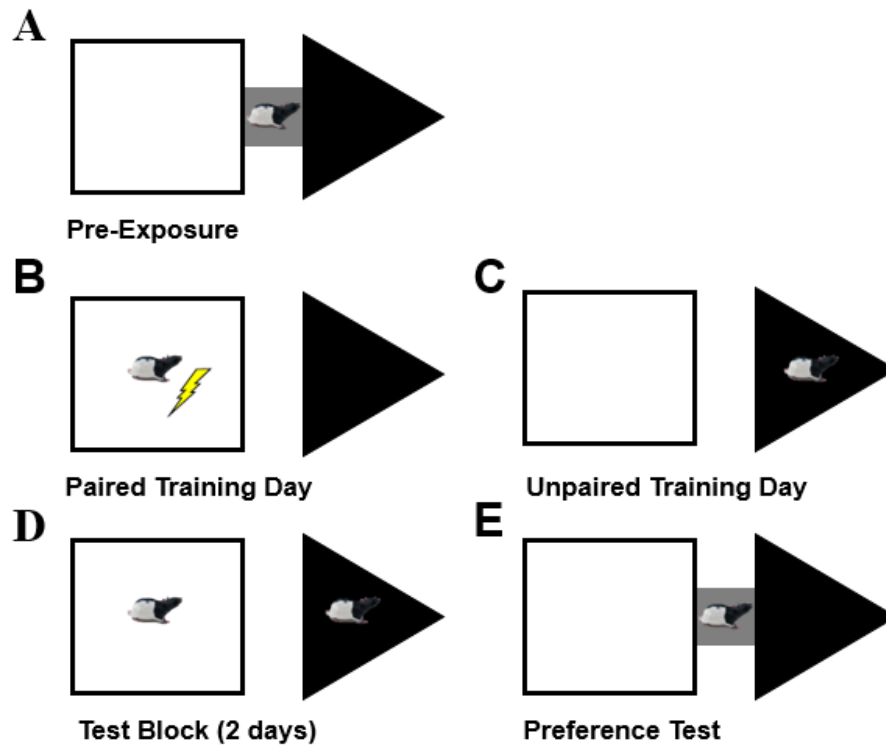 A
Pre-Exposure
B
C
Paired Training Day
Unpaired Training Day
D
E
Test Block (2 days)
Preference Test